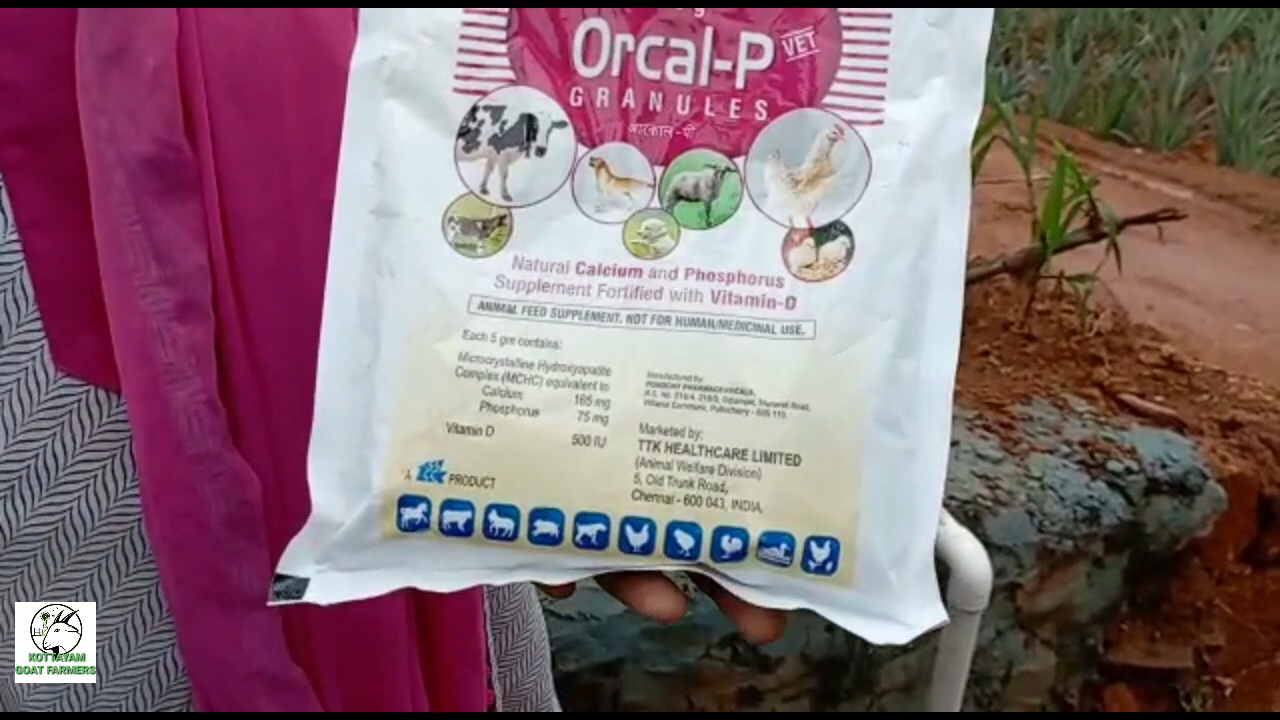 Orcal-P VET
GRANULES
आरकाल-पी
Natural Calcium and Phosphorus
Supplement Fortified with Vitamin-D
ANIMAL FEED SUPPLEMENT, NOT FOR HUMAN/MEDICINAL USE.
Each 5 gm contains:
Microcrystalline Hydroxyapatite
Complex (MCHC) equivalent to
Calcium 165 mg
Phosphorus 75 mg
Vitamin D 500 IU
A PRODUCT
Manufactured by:
Marketed by:
TTK HEALTHCARE LIMITED
(Animal Welfare Division)
5, Old Trunk Road,
Chennai - 600 043, INDIA.
KOTTAYAM
GOAT FARMERS